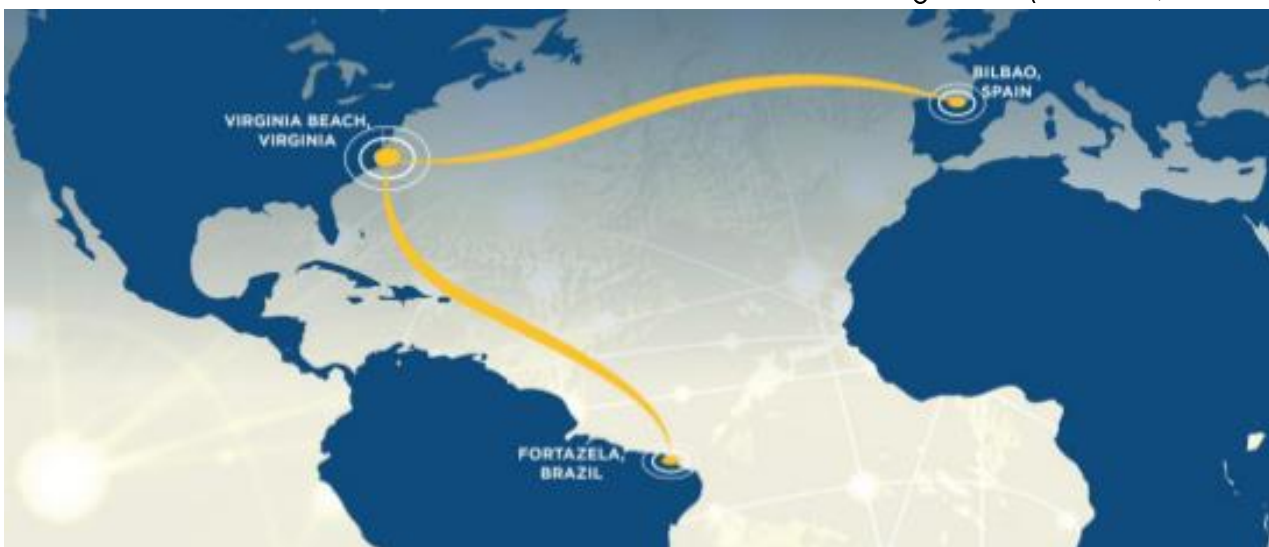 VIRGINIA BEACH,
VIRGINIA
BILBAO,
SPAIN
FORTAZELA,
BRAZIL